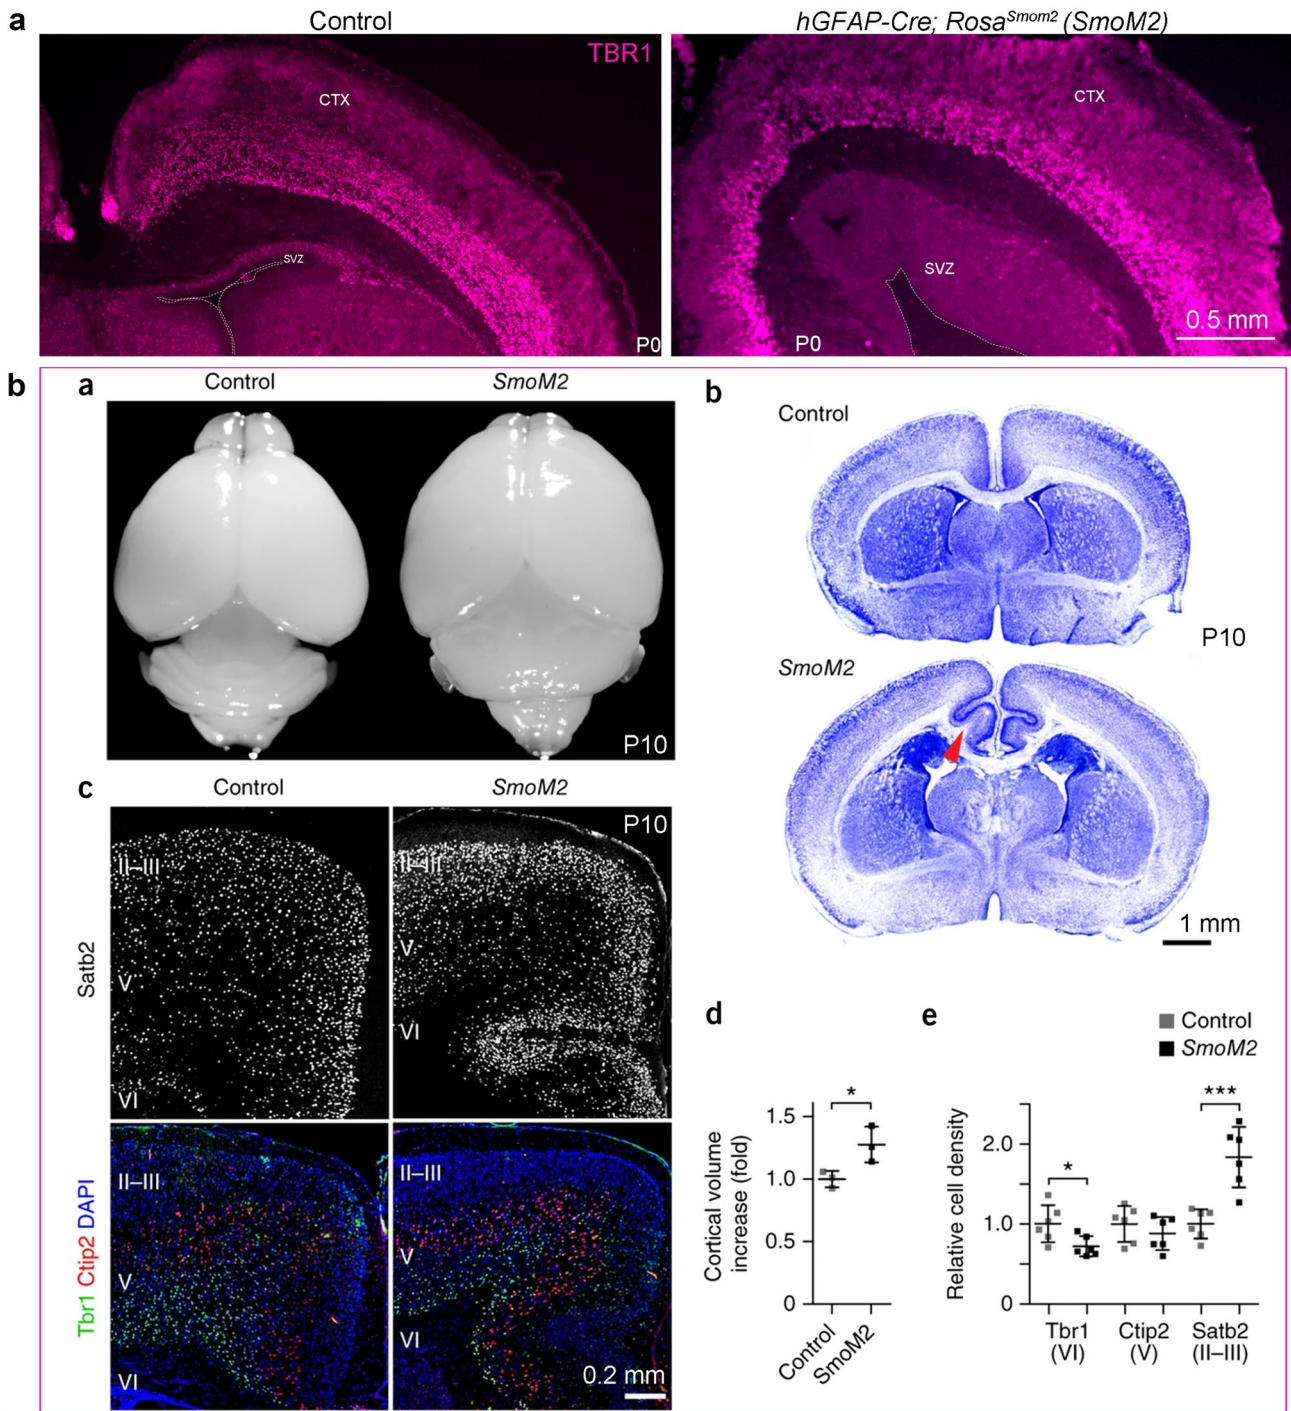 a
Control
hGFAP-Cre; Rosa^Smom2 (SmoM2)
TBR1
CTX
SVZ
P0
CTX
SVZ
P0
0.5 mm
b
a
Control
SmoM2
P10
b
Control
P10
SmoM2
1 mm
c
Control
SmoM2
Satb2
II–III
V
VI
P10
II–III
V
VI
Tbr1 Ctip2 DAPI
II–III
V
VI
II–III
V
VI
0.2 mm
d
Cortical volume
increase (fold)
1.5
1.0
0.5
0
*
Control
SmoM2
e
Control
SmoM2
Relative cell density
2.0
1.0
0
*
***
Tbr1
(VI)
Ctip2
(V)
Satb2
(II–III)